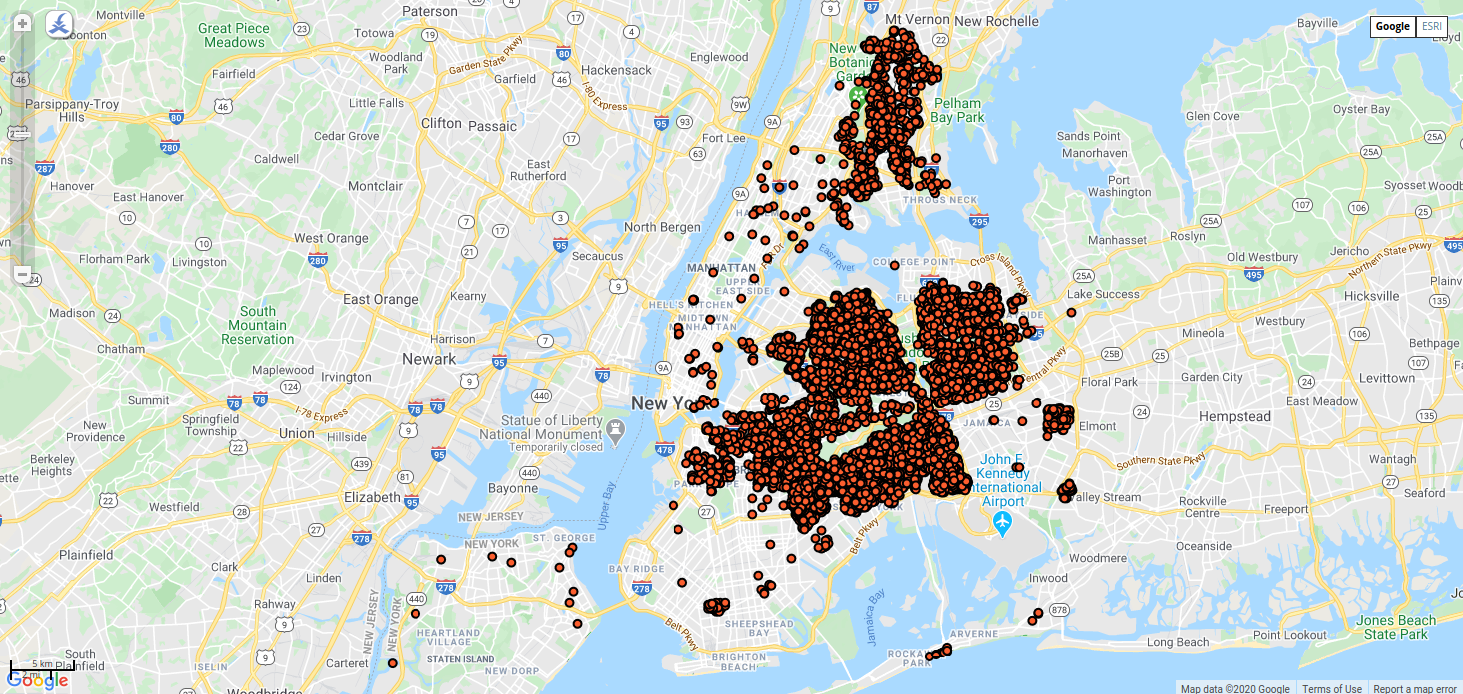 Montville
Paterson
Mt Vernon
New Rochelle
Bayville
Google
ESRI
Great Piece
Meadows
Totowa
Woodland
Park
Garden State Pkwy
Englewood
New
Botanic
Fairfield
Garfield
Hackensack
I-80 Express
Parsippany-Troy
Hills
Little Falls
Clifton
Passaic
Fort Lee
Pelham
Bay Park
Oyster Bay
Glen Cove
Cedar Grove
Caldwell
East
Rutherford
Sands Point
Manorhaven
Hanover
East Hanover
Montclair
Port
Washington
Syosset
THROGS NECK
West Orange
North Bergen
Manhasset
Roslyn
Jericho
Northern State Pkwy
Florham Park
Livingston
Secaucus
MANHATTAN
UPPER
EAST SIDE
East River
COLLEGE POINT
Cross Island Pkwy
Old Westbury
East Orange
Kearny
HELL'S KITCHEN
MIDTOWN
MANHATTAN
Lake Success
Hicksville
Madison
South
Mountain
Reservation
Harrison
Westbury
Mineola
Bethpage
Chatham
Newark
Maplewood
Irvington
Floral Park
Garden City
Levittown
Summit
Springfield
Township
I-78 Express
New York
JAMAICA
East Meadow
Hempstead
Elmont
New
Providence
Union
Hillside
Statue of Liberty
National Monument
Temporarily closed
Berkeley
Heights
John F.
Kennedy
International
Airport
Southern State Pkwy
Wantagh
Elizabeth
Bayonne
Upper Bay
Valley Stream
Rockville
Centre
Seaford
Freeport
Westfield
NEW JERSEY
NEW YORK
ST. GEORGE
Belt Pkwy
Oceanside
Plainfield
Clark
Linden
BAY RIDGE
Woodmere
Inwood
Rahway
NEW JERSEY
NEW YORK
Jamaica Bay
HEARTLAND
VILLAGE
Belt Pkwy
SHEEPSHEAD
BAY
ARVERNE
Long Beach
Point Lookout
Jones Beach
State Park
South
Plainfield
ISELIN
Carteret
STATEN ISLAND
NEW DORP
BRIGHTON
BEACH
PARK
Woodbridge
5 km
2 mi
Google
Map data ©2020 Google
Terms of Use
Report a map error